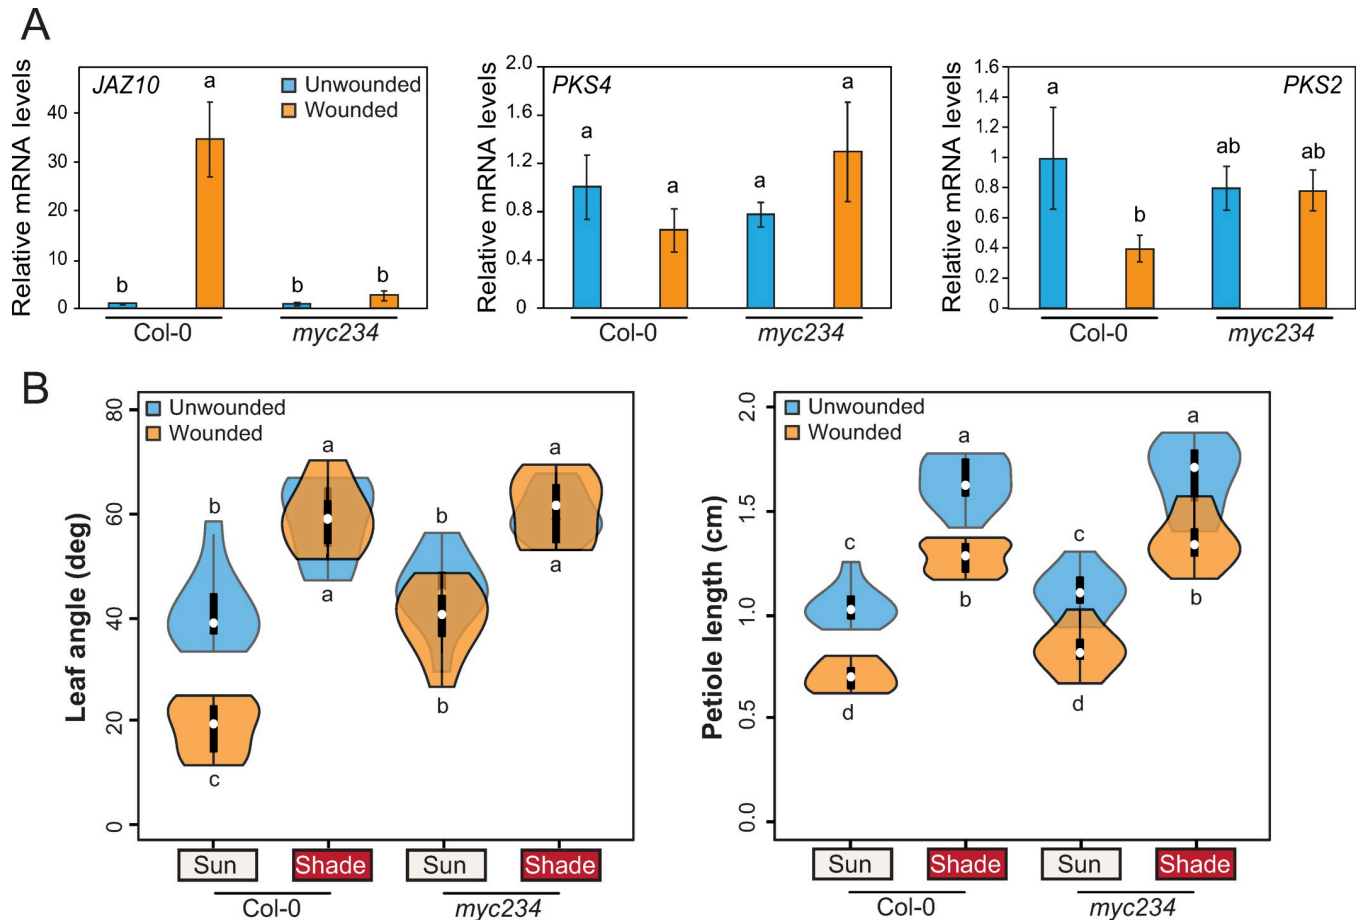 A
JAZ10
Unwounded
Wounded
a
b
b
b
Relative mRNA levels
40
30
20
10
0
Col-0
myc234
PKS4
a
a
a
a
Relative mRNA levels
2.0
1.6
1.2
0.8
0.4
0
Col-0
myc234
PKS2
a
b
ab
ab
Relative mRNA levels
1.6
1.4
1.2
1
0.8
0.6
0.4
0.2
0
Col-0
myc234
B
Unwounded
Wounded
Leaf angle (deg)
80
60
40
20
0
b
c
a
a
b
b
a
a
Sun
Shade
Sun
Shade
Col-0
myc234
Unwounded
Wounded
Petiole length (cm)
2.0
1.5
1.0
0.5
0.0
c
d
a
b
c
d
a
b
Sun
Shade
Sun
Shade
Col-0
myc234